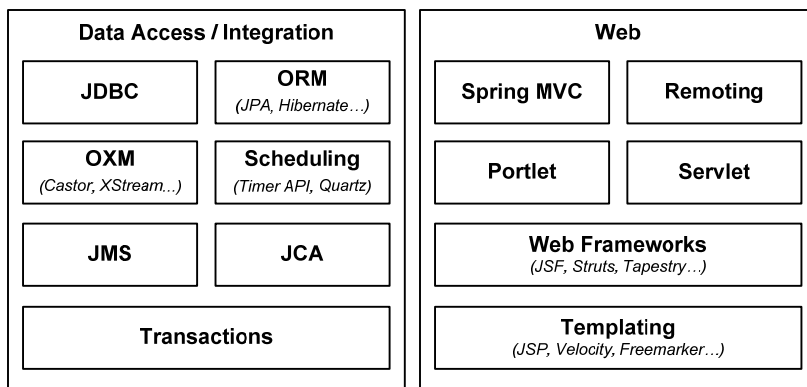 Data Access / Integration
JDBC
ORM
(JPA, Hibernate…)
OXM
(Castor, XStream...)
Scheduling
(Timer API, Quartz)
JMS
JCA
Transactions
Web
Spring MVC
Remoting
Portlet
Servlet
Web Frameworks
(JSF, Struts, Tapestry…)
Templating
(JSP, Velocity, Freemarker…)